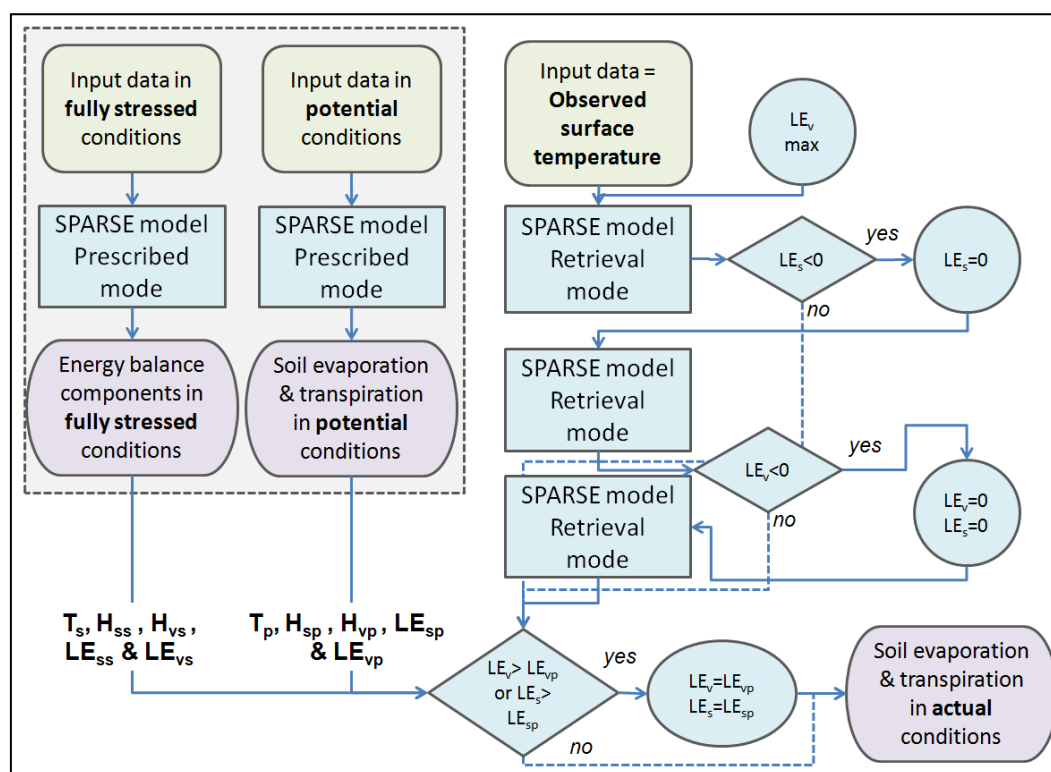 Input data in
fully stressed
conditions
Input data in
potential
conditions
Input data =
Observed
surface
temperature
LEv
max
SPARSE model
Prescribed
mode
SPARSE model
Prescribed
mode
SPARSE model
Retrieval
mode
LEs<0
yes
LEs=0
no
Energy balance
components in
fully stressed
conditions
Soil evaporation
& transpiration
in potential
conditions
SPARSE model
Retrieval
mode
LEv<0
yes
no
LEv=0
LEs=0
SPARSE model
Retrieval
mode
Ts, Hss , Hvs ,
LEss & LEvs
Tp, Hsp , Hvp , LEsp
& LEvp
LEv> LEvp
or LEs>
LEsp
yes
no
LEv=LEvp
LEs=LEsp
Soil evaporation
& transpiration
in actual
conditions